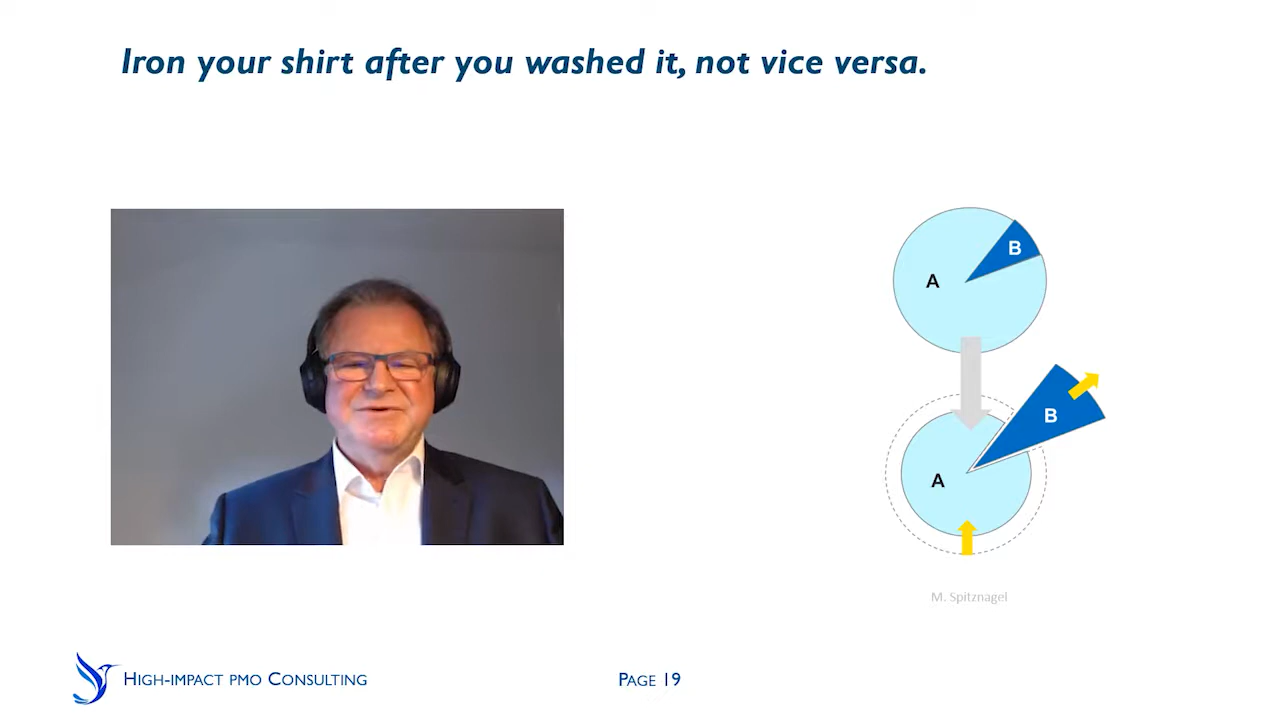 Iron your shirt after you washed it, not vice versa.
B
A
B
A
M. Spitznagel
High-impact pmo Consulting
Page 19